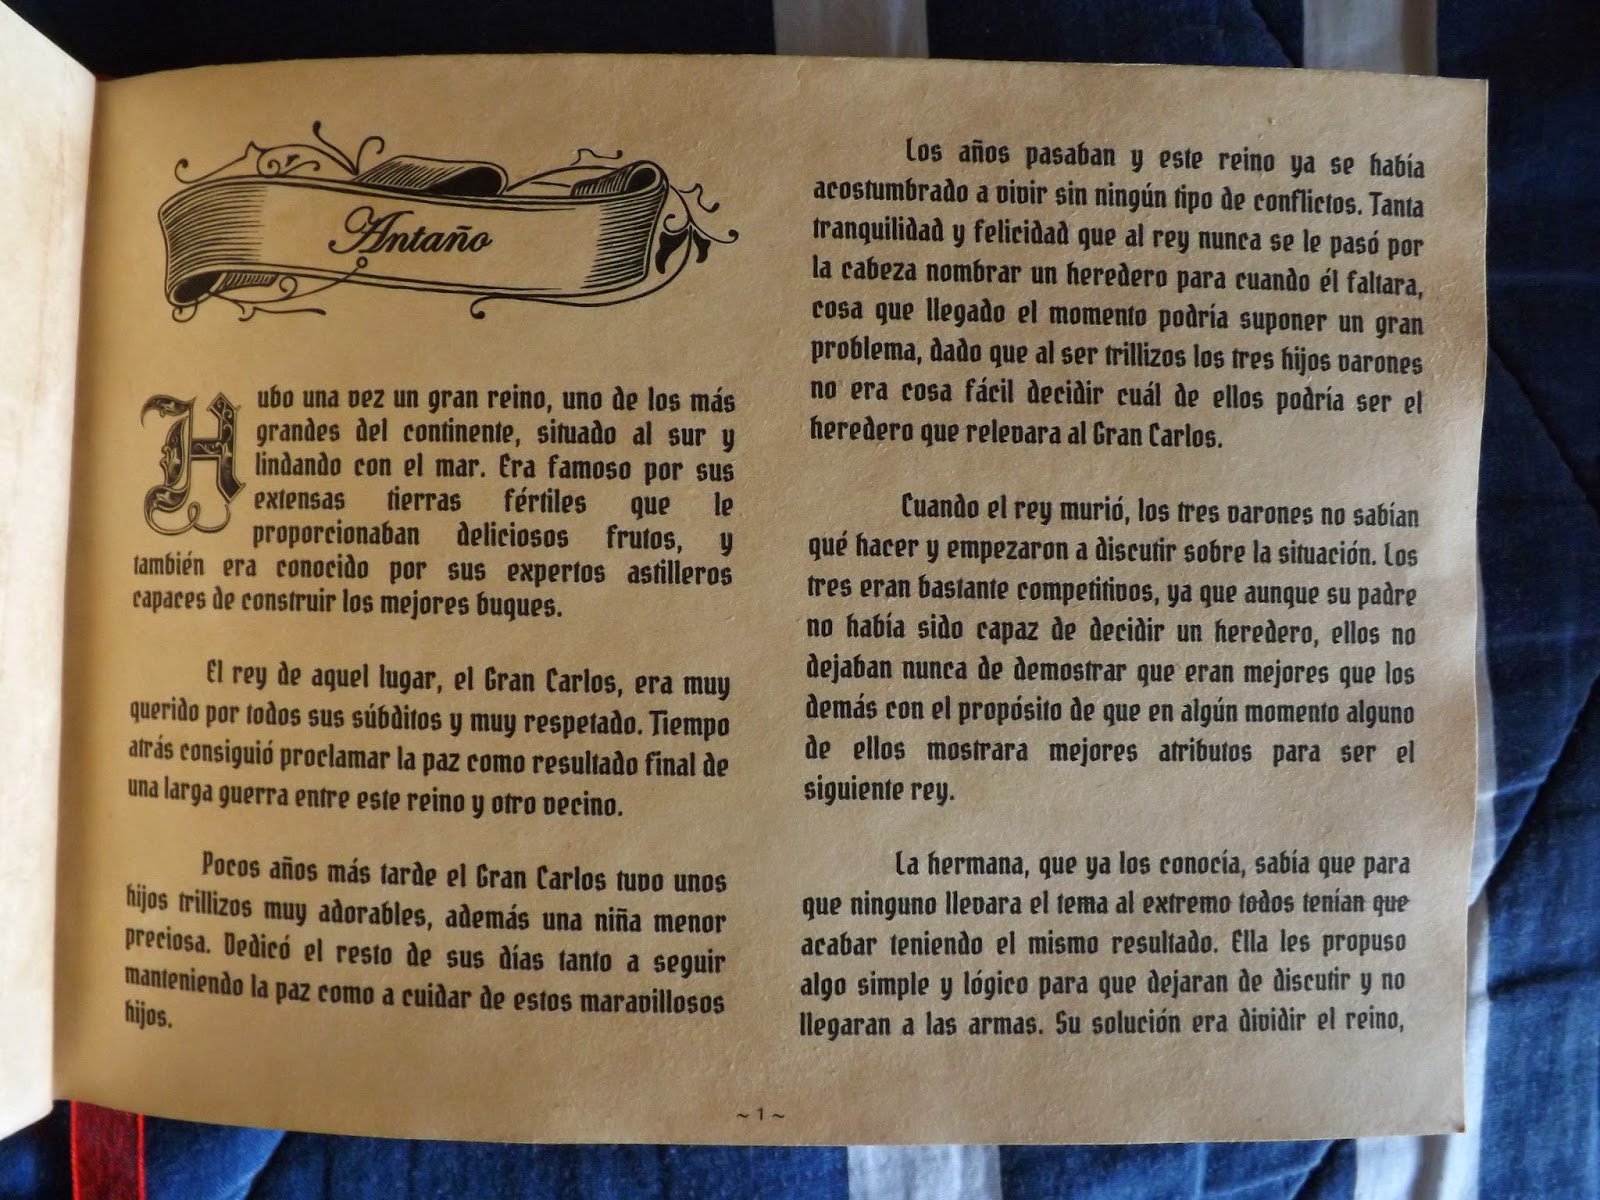 Antaño
Hubo una vez un gran reino, uno de los más
grandes del continente, situado al sur y
lindando con el mar. Era famoso por sus
extensas tierras fértiles que le
proporcionaban deliciosos frutos, y
también era conocido por sus expertos astilleros
capaces de construir los mejores buques.
El rey de aquel lugar, el Gran Carlos, era muy
querido por todos sus súbditos y muy respetado. Tiempo
atrás consiguió proclamar la paz como resultado final de
una larga guerra entre este reino y otro vecino.
Pocos años más tarde el Gran Carlos tuvo unos
hijos trillizos muy adorables, además una niña menor
preciosa. Dedicó el resto de sus días tanto a seguir
manteniendo la paz como a cuidar de estos maravillosos
hijos.
Los años pasaban y este reino ya se había
acostumbrado a vivir sin ningún tipo de conflictos. Tanta
tranquilidad y felicidad que al rey nunca se le pasó por
la cabeza nombrar un heredero para cuando él faltara,
cosa que llegado el momento podría suponer un gran
problema, dado que al ser trillizos los tres hijos varones
no era cosa fácil decidir cuál de ellos podría ser el
heredero que relevara al Gran Carlos.
Cuando el rey murió, los tres varones no sabían
qué hacer y empezaron a discutir sobre la situación. Los
tres eran bastante competitivos, ya que aunque su padre
no había sido capaz de decidir un heredero, ellos no
dejaban nunca de demostrar que eran mejores que los
demás con el propósito de que en algún momento alguno
de ellos mostrara mejores atributos para ser el
siguiente rey.
La hermana, que ya los conocía, sabía que para
que ninguno llevara el tema al extremo todos tenían que
acabar teniendo el mismo resultado. Ella les propuso
algo simple y lógico para que dejaran de discutir y no
llegaran a las armas. Su solución era dividir el reino,
~ 1 ~